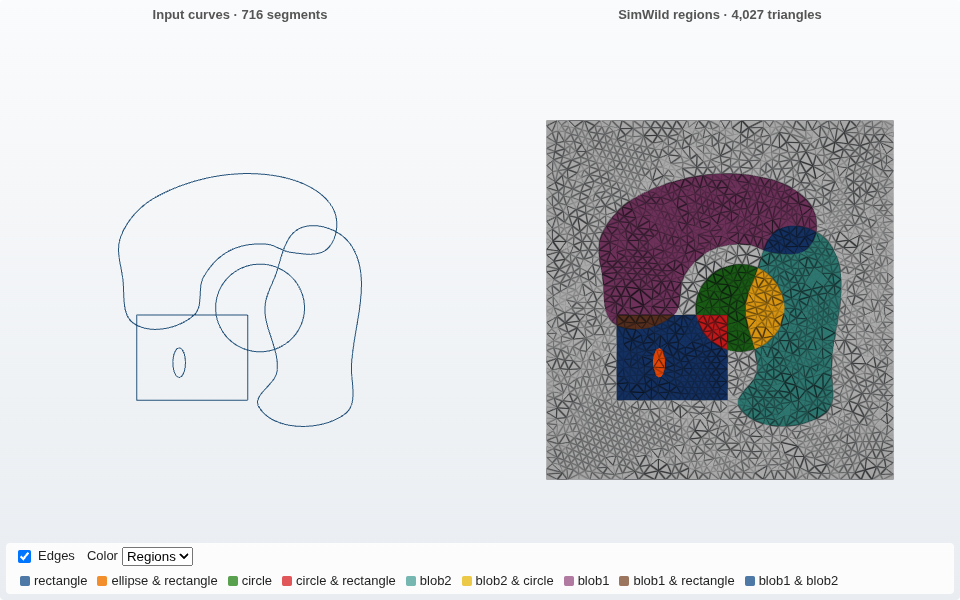 Input curves · 716 segments
SimWild regions · 4,027 triangles
Edges Color Regions
rectangle ellipse & rectangle circle circle & rectangle blob2 blob2 & circle blob1 blob1 & rectangle blob1 & blob2